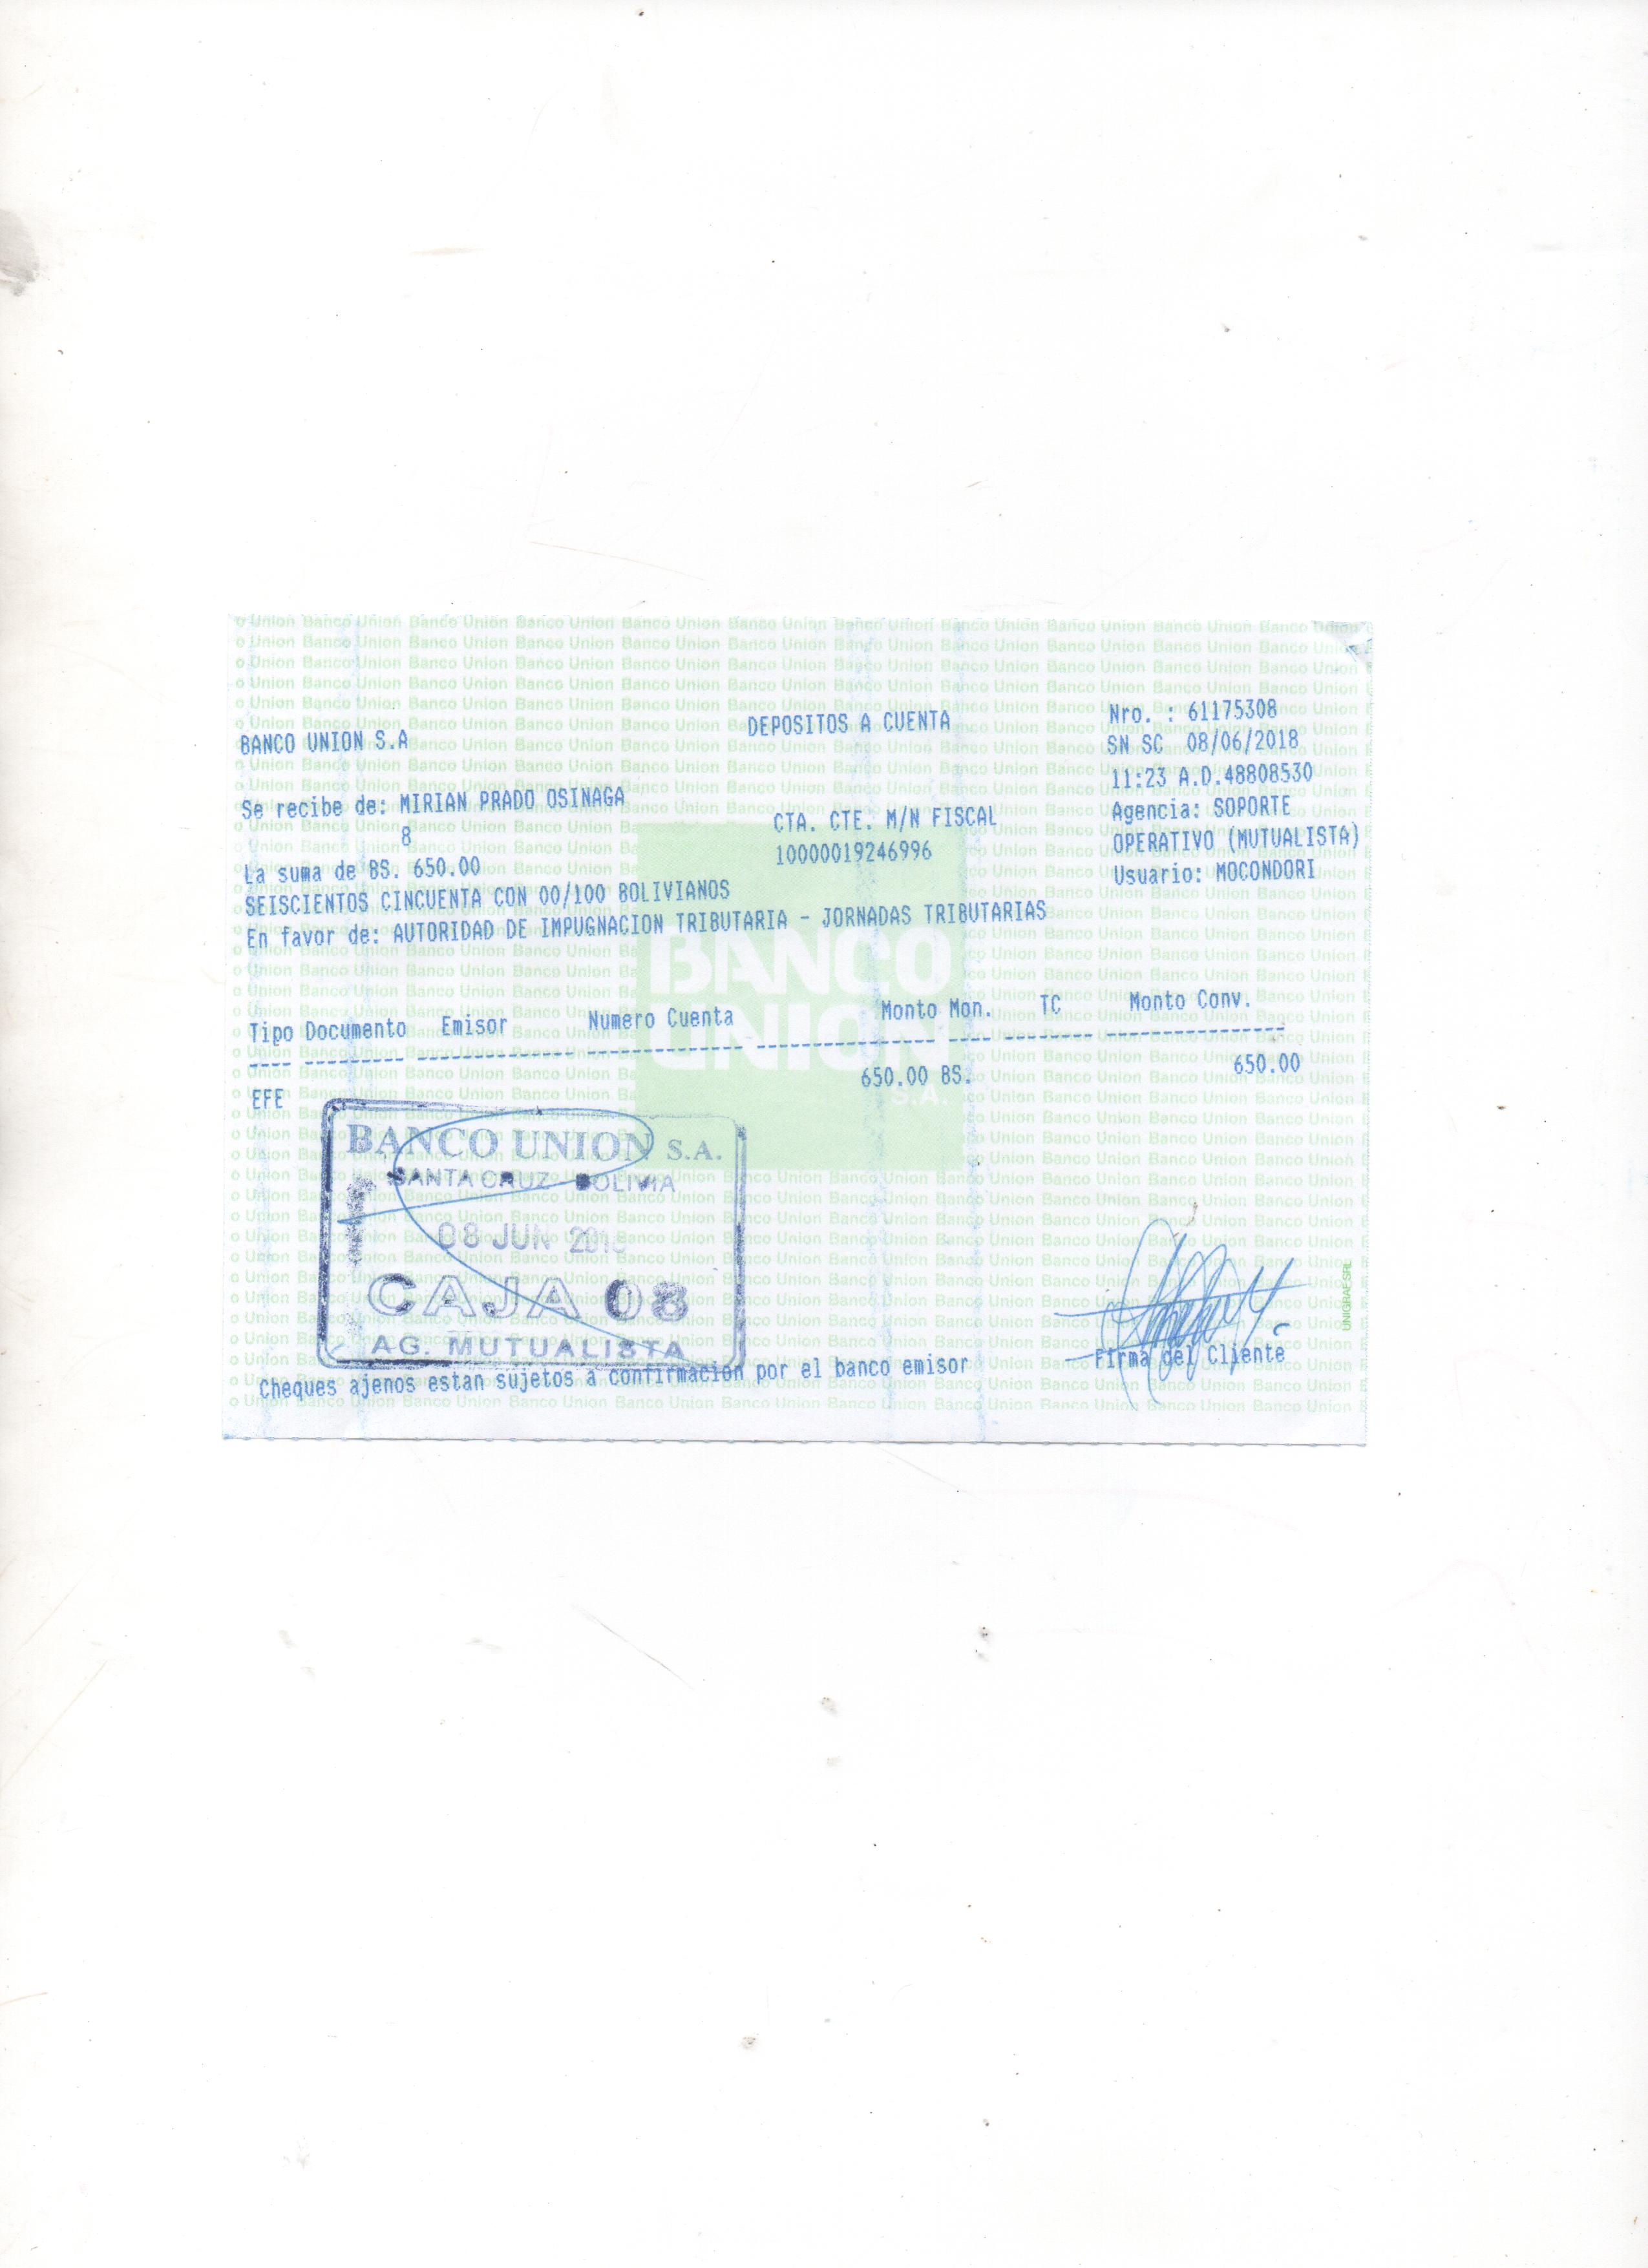 BANCO UNION S.A
DEPOSITOS A CUENTA
Nro. : 61175308
SN SC 08/06/2018
11:23 A.D.48808530
Agencia: SOPORTE
OPERATIVO (MUTUALISTA)
Usuario: MOCONDORI
Se recibe de: MIRIAN PRADO OSINAGA
8
CTA. CTE. M/N FISCAL
10000019246996
La suma de BS. 650.00
SEISCIENTOS CINCUENTA CON 00/100 BOLIVIANOS
En favor de: AUTORIDAD DE IMPUGNACION TRIBUTARIA - JORNADAS TRIBUTARIAS
BANCO
UNION
S.A.
Tipo Documento Emisor Numero Cuenta Monto Mon. TC Monto Conv.
EFE 650.00 BS. 650.00
BANCO UNION S.A.
SANTA CRUZ BOLIVIA
08 JUN
CAJA 08
AG. MUTUALISTA
Firma del Cliente
Cheques ajenos estan sujetos a confirmacion por el banco emisor
UNIGRAF SRL